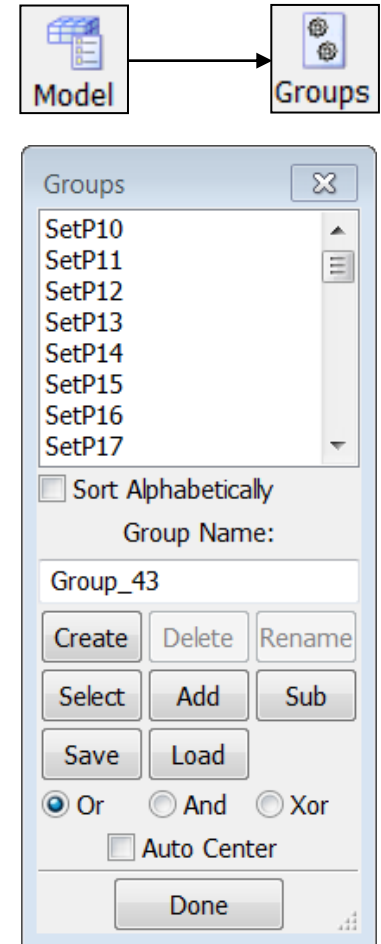 Model Groups
Groups
SetP10
SetP11
SetP12
SetP13
SetP14
SetP15
SetP16
SetP17
Sort Alphabetically
Group Name:
Group_43
Create Delete Rename
Select Add Sub
Save Load
Or And Xor
Auto Center
Done